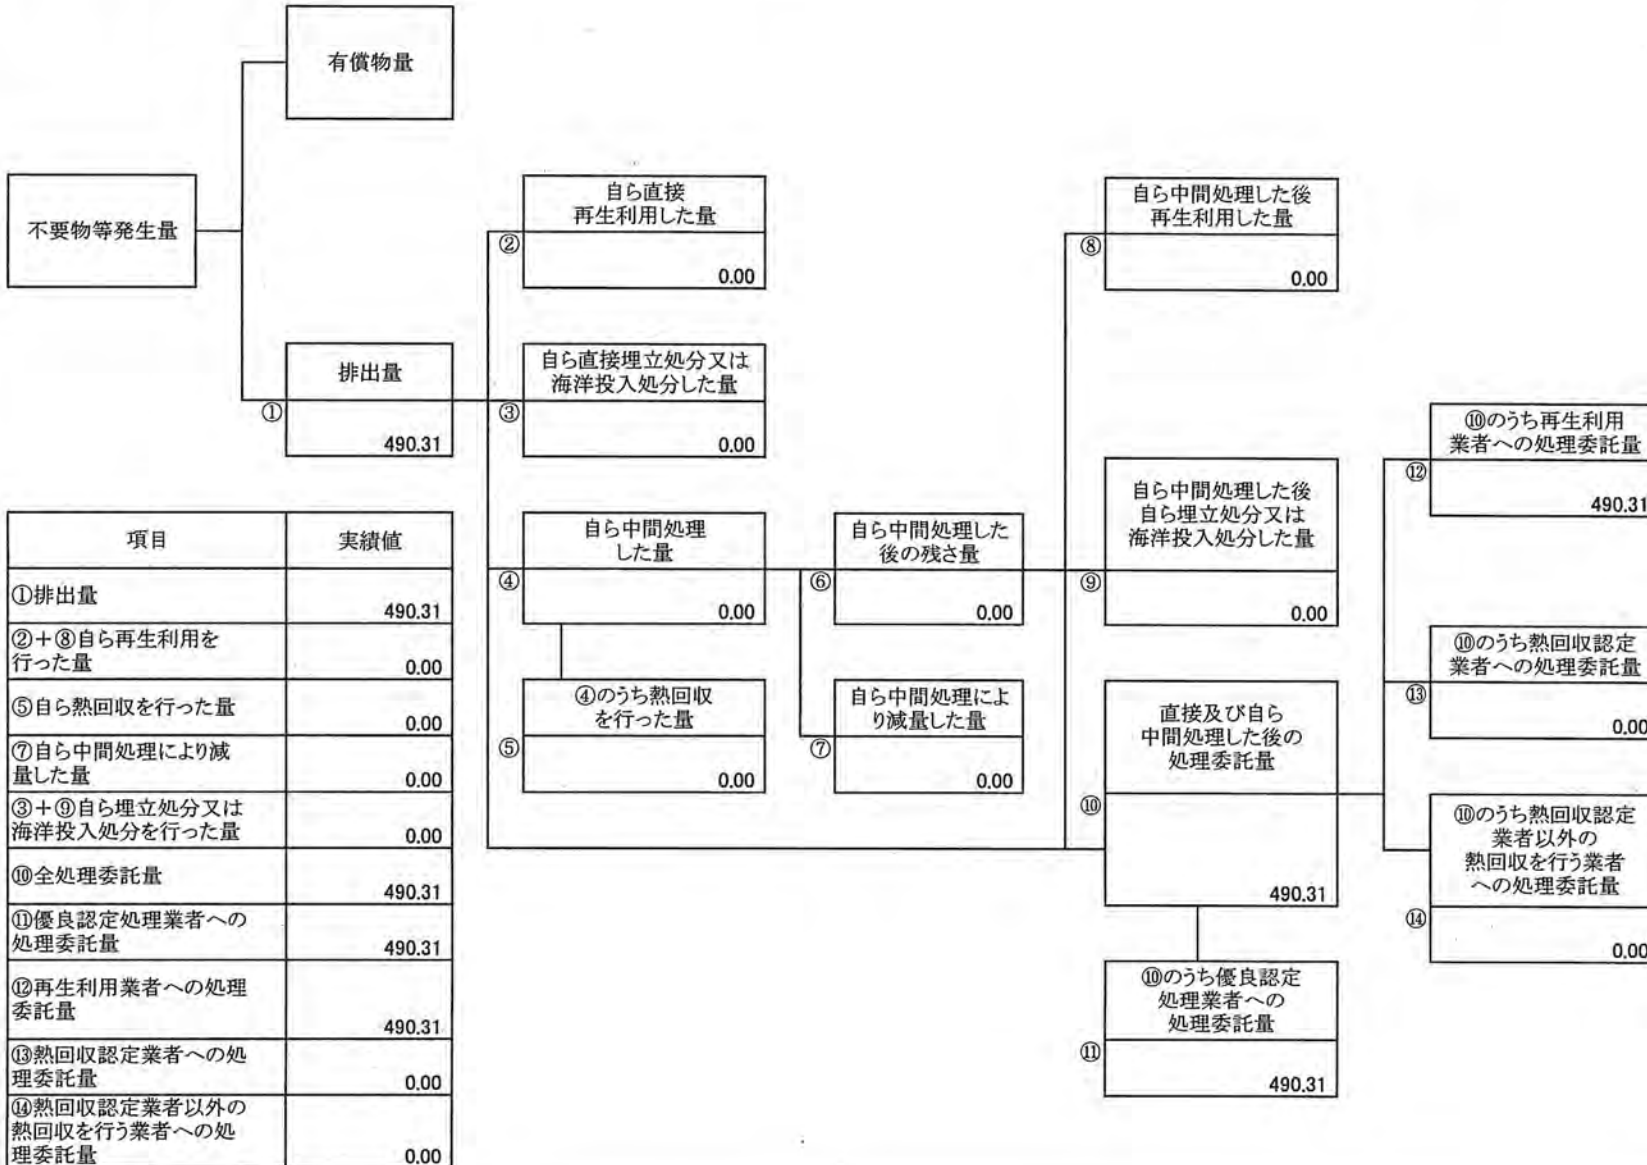 有償物量
不要物等発生量
排出量
①
490.31
自ら直接
再生利用した量
②
0.00
自ら直接埋立処分又は
海洋投入処分した量
③
0.00
自ら中間処理
した量
④
0.00
④のうち熱回収
を行った量
⑤
0.00
自ら中間処理した
後の残さ量
⑥
0.00
自ら中間処理によ
り減量した量
⑦
0.00
自ら中間処理した後
再生利用した量
⑧
0.00
自ら中間処理した後
自ら埋立処分又は
海洋投入処分した量
⑨
0.00
直接及び自ら
中間処理した後の
処理委託量
⑩
490.31
⑩のうち優良認定
処理業者への
処理委託量
⑪
490.31
⑩のうち再生利用
業者への処理委託量
⑫
490.31
⑩のうち熱回収認定
業者への処理委託量
⑬
0.00
⑩のうち熱回収認定
業者以外の
熱回収を行う業者
への処理委託量
⑭
0.00
項目 実績値
①排出量
490.31
②+⑧自ら再生利用を
行った量 0.00
⑤自ら熱回収を行った量
0.00
⑦自ら中間処理により減
量した量 0.00
③+⑨自ら埋立処分又は
海洋投入処分を行った量 0.00
⑩全処理委託量
490.31
⑪優良認定処理業者への
処理委託量 490.31
⑫再生利用業者への処理
委託量
490.31
⑬熱回収認定業者への処
理委託量 0.00
⑭熱回収認定業者以外の
熱回収を行う業者への処
理委託量 0.00